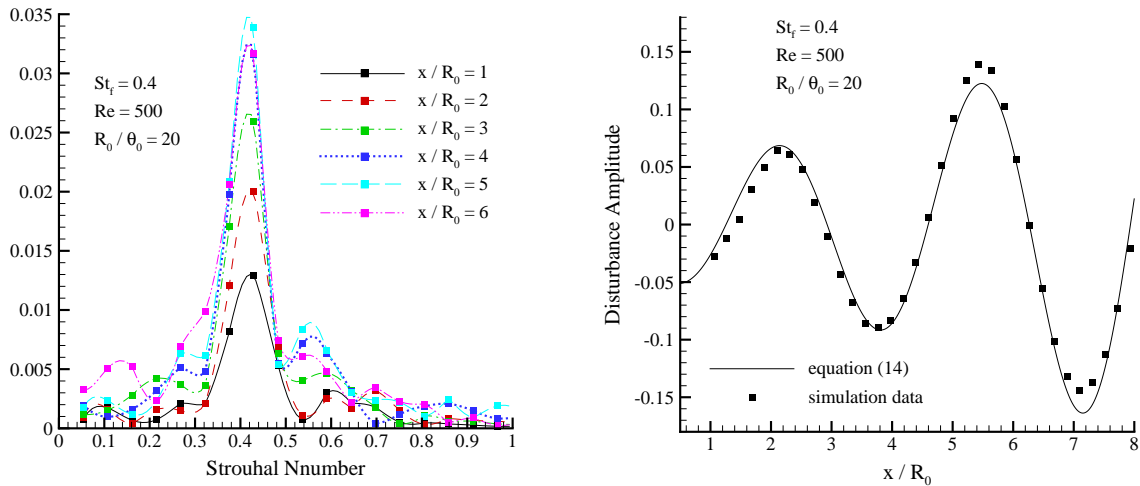 0.035
0.03
0.025
0.02
0.015
0.01
0.005
0
0 0.1 0.2 0.3 0.4 0.5 0.6 0.7 0.8 0.9 1
Strouhal Nnumber
St_f = 0.4
Re = 500
R_0 / θ_0 = 20
x / R_0 = 1
x / R_0 = 2
x / R_0 = 3
x / R_0 = 4
x / R_0 = 5
x / R_0 = 6
Disturbance Amplitude
0.15
0.1
0.05
0
-0.05
-0.1
-0.15
1 2 3 4 5 6 7 8
x / R_0
St_f = 0.4
Re = 500
R_0 / θ_0 = 20
equation (14)
simulation data